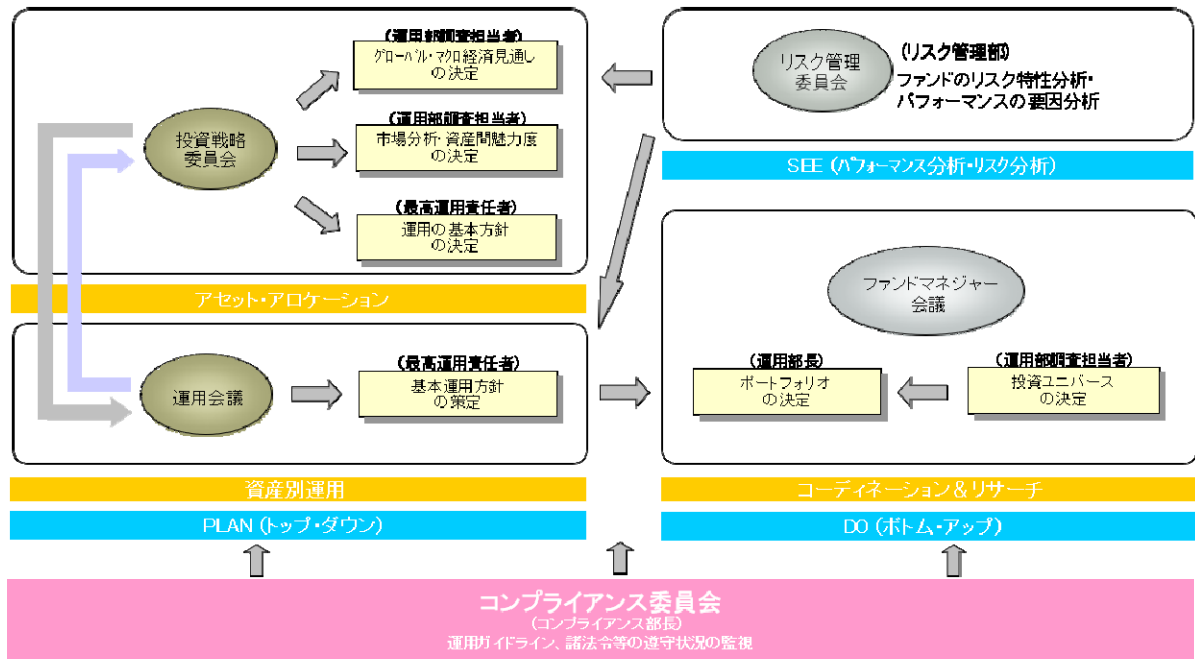 (運用部調査担当者)
グローバル・マクロ経済見通し
の決定
投資戦略
委員会
(運用部調査担当者)
市場分析・資産間魅力度
の決定
(最高運用責任者)
運用の基本方針
の決定
アセット・アロケーション
運用会議
(最高運用責任者)
基本運用方針
の策定
資産別運用
PLAN (トップ・ダウン)
リスク管理
委員会
(リスク管理部)
ファンドのリスク特性分析・
パフォーマンスの要因分析
SEE (パフォーマンス分析・リスク分析)
ファンドマネジャー
会議
(運用部長)
ポートフォリオ
の決定
(運用部調査担当者)
投資ユニバース
の決定
コーディネーション&リサーチ
DO (ボトム・アップ)
コンプライアンス委員会
(コンプライアンス部長)
運用ガイドライン、諸法令等の遵守状況の監視